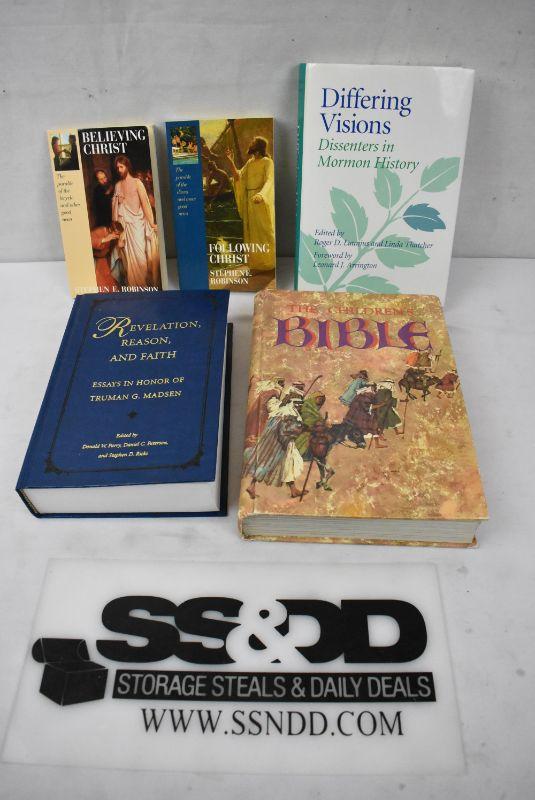 BELIEVING
CHRIST
The parable
of the
bicycle
and other
good
news
STEPHEN E. ROBINSON
The
parable of
the divers
and more
good
news
FOLLOWING
CHRIST
STEPHEN E.
ROBINSON
Differing
Visions
Dissenters in
Mormon History
Edited by
Roger D. Launius and Linda Thatcher
Foreword by
Leonard J. Arrington
REVELATION,
REASON,
AND FAITH
ESSAYS IN HONOR OF
TRUMAN G. MADSEN
Edited by
Donald W. Parry, Daniel C. Peterson,
and Stephen D. Ricks
THE CHILDREN'S
BIBLE
SS&DD
STORAGE STEALS & DAILY DEALS
WWW.SSNDD.COM